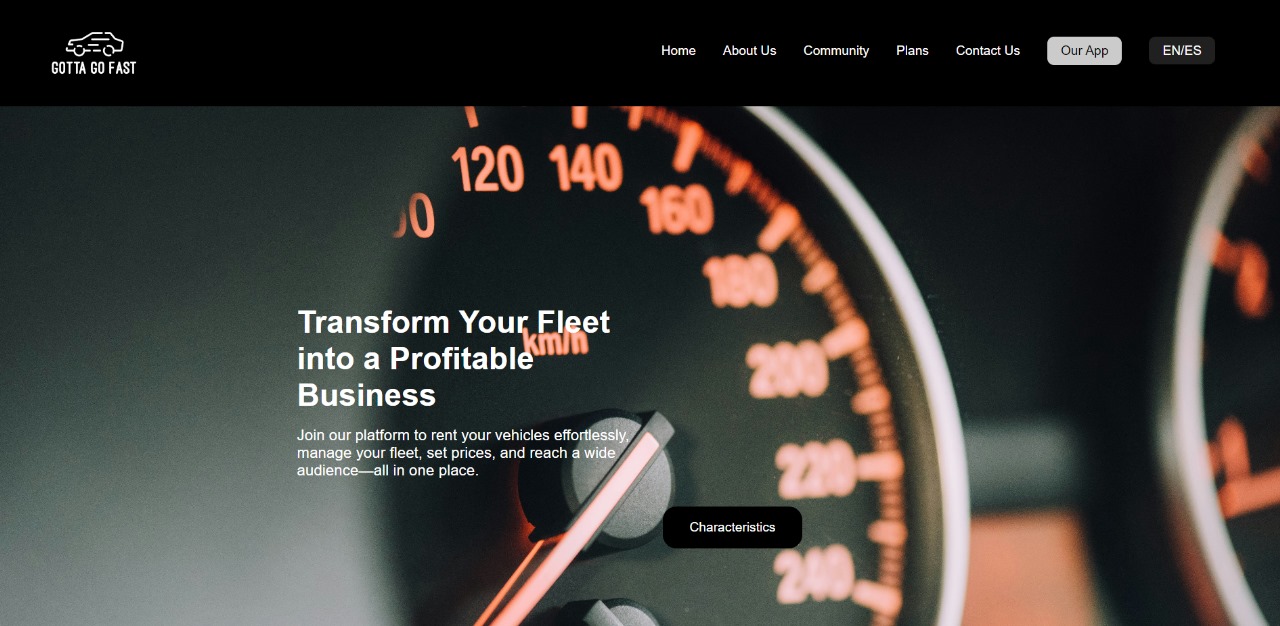 GOTTA GO FAST
Home About Us Community Plans Contact Us Our App EN/ES
120 140
160
180
200
220
240
km/h
Transform Your Fleet
into a Profitable
Business
Join our platform to rent your vehicles effortlessly,
manage your fleet, set prices, and reach a wide
audience—all in one place.
Characteristics